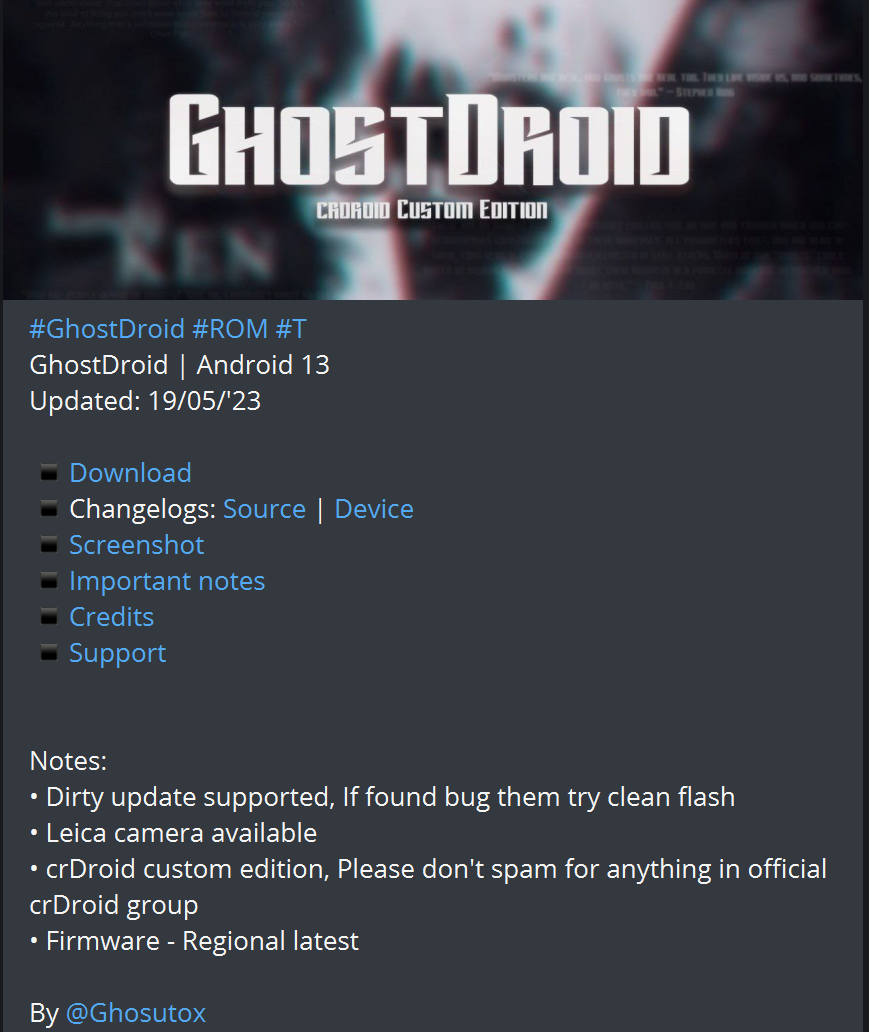 "Monsters are real, and ghosts are real too. They live inside us, and sometimes,
they win." – Stephen King
GhostDroid
crDroid Custom Edition
KEN
#GhostDroid #ROM #T
GhostDroid | Android 13
Updated: 19/05/'23
Download
Changelogs: Source | Device
Screenshot
Important notes
Credits
Support
Notes:
• Dirty update supported, If found bug them try clean flash
• Leica camera available
• crDroid custom edition, Please don't spam for anything in official
crDroid group
• Firmware - Regional latest
By @Ghosutox